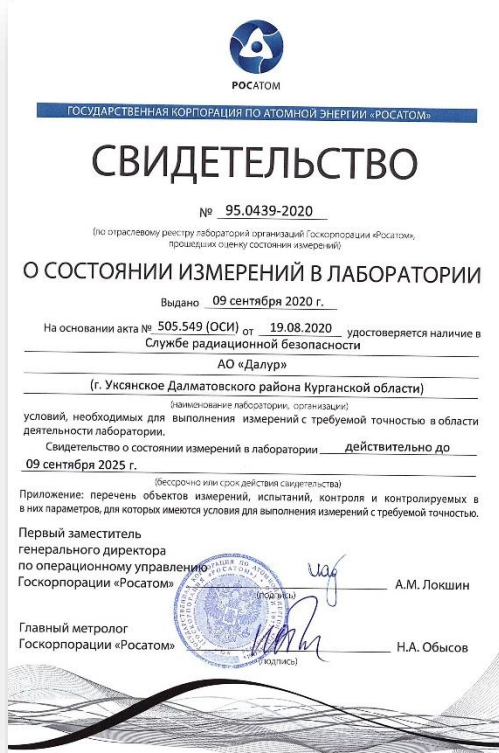 РОСАТОМ
ГОСУДАРСТВЕННАЯ КОРПОРАЦИЯ ПО АТОМНОЙ ЭНЕРГИИ «РОСАТОМ»
СВИДЕТЕЛЬСТВО
№ 95.0439-2020
(по отраслевому реестру лабораторий организаций Госкорпорации «Росатом»,
прошедших оценку состояния измерений)
О СОСТОЯНИИ ИЗМЕРЕНИЙ В ЛАБОРАТОРИИ
Выдано 09 сентября 2020 г.
На основании акта № 505.549 (ОСИ) от 19.08.2020 удостоверяется наличие в
Службе радиационной безопасности
АО «Далур»
(г. Уксянское Далматовского района Курганской области)
(наименование лаборатории, организации)
условий, необходимых для выполнения измерений с требуемой точностью в области
деятельности лаборатории.
Свидетельство о состоянии измерений в лаборатории действительно до
09 сентября 2025 г.
(бессрочно или срок действия свидетельства)
Приложение: перечень объектов измерений, испытаний, контроля и контролируемых в
в них параметров, для которых имеются условия для выполнения измерений с требуемой точностью.
Первый заместитель
генерального директора
по операционному управлению
Госкорпорации «Росатом»
(подпись)
А.М. Локшин
Главный метролог
Госкорпорации «Росатом»
(подпись)
Н.А. Обысов